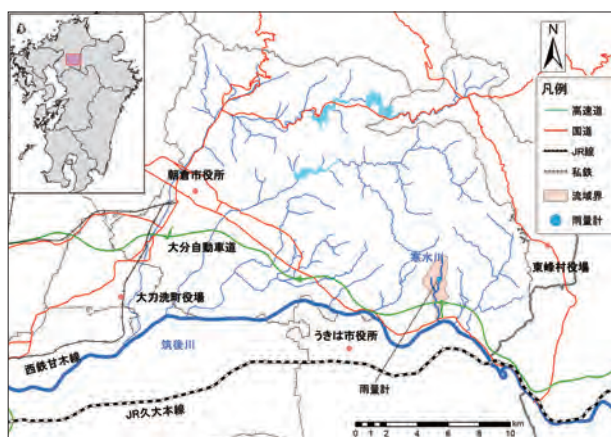 N
凡例
高速道
国道
JR線
私鉄
流域界
雨量計
朝倉市役所
大分自動車道
寒水川
東峰村役場
大刀洗町役場
うきは市役所
筑後川
西鉄甘木線
雨量計
JR久大本線
0 1 2 4 6 8 10
km